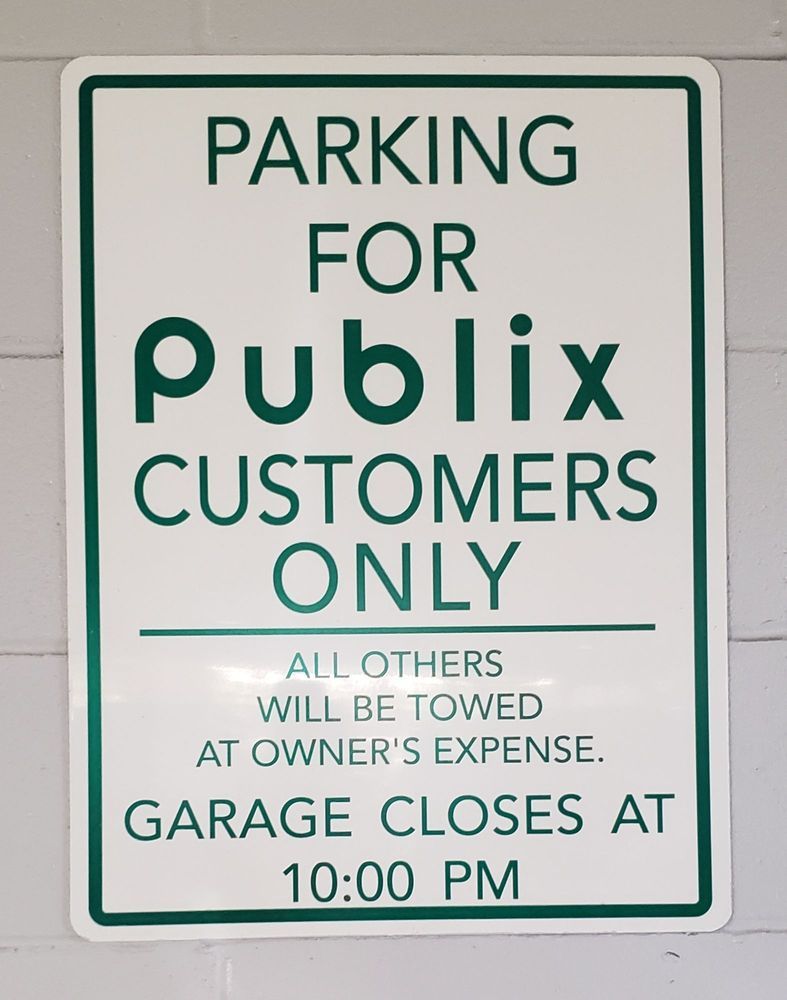 PARKING
FOR
Publix
CUSTOMERS
ONLY
ALL OTHERS
WILL BE TOWED
AT OWNER'S EXPENSE.
GARAGE CLOSES AT
10:00 PM